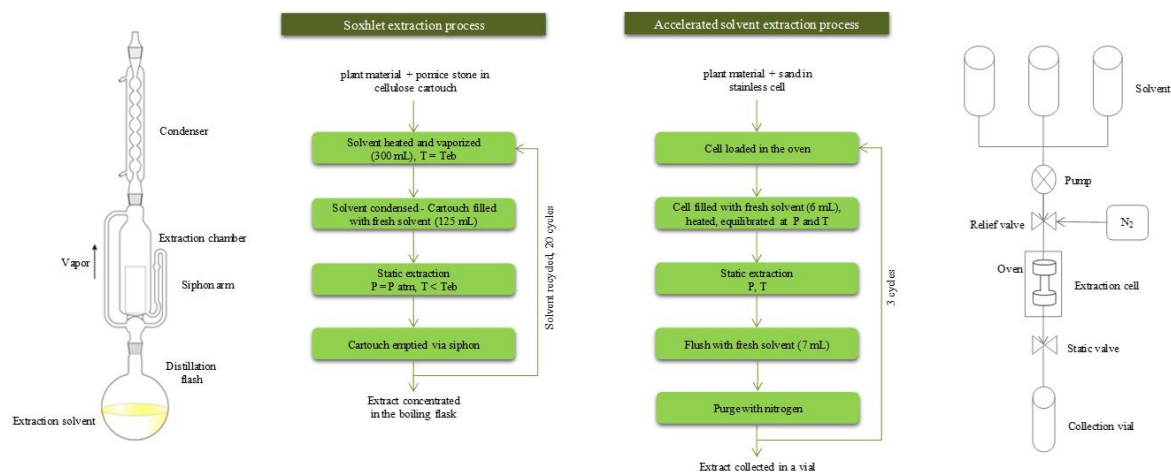 Soxhlet extraction process
plant material + pomice stone in
cellulose cartouch
Solvent heated and vaporized
(300 mL), T = Teb
Solvent condensed - Cartouch filled
with fresh solvent (125 mL)
Static extraction
P = P atm, T < Teb
Cartouch emptied via siphon
Extract concentrated
in the boiling flask
Solvent recycled, 20 cycles
Condenser
Extraction chamber
Vapor
Siphon arm
Distillation
flash
Extraction solvent
Accelerated solvent extraction process
plant material + sand in
stainless cell
Cell loaded in the oven
Cell filled with fresh solvent (6 mL),
heated, equilibrated at P and T
Static extraction
P, T
Flush with fresh solvent (7 mL)
Purge with nitrogen
Extract collected in a vial
3 cycles
Solvent
Pump
Relief valve
N2
Oven
Extraction cell
Static valve
Collection vial